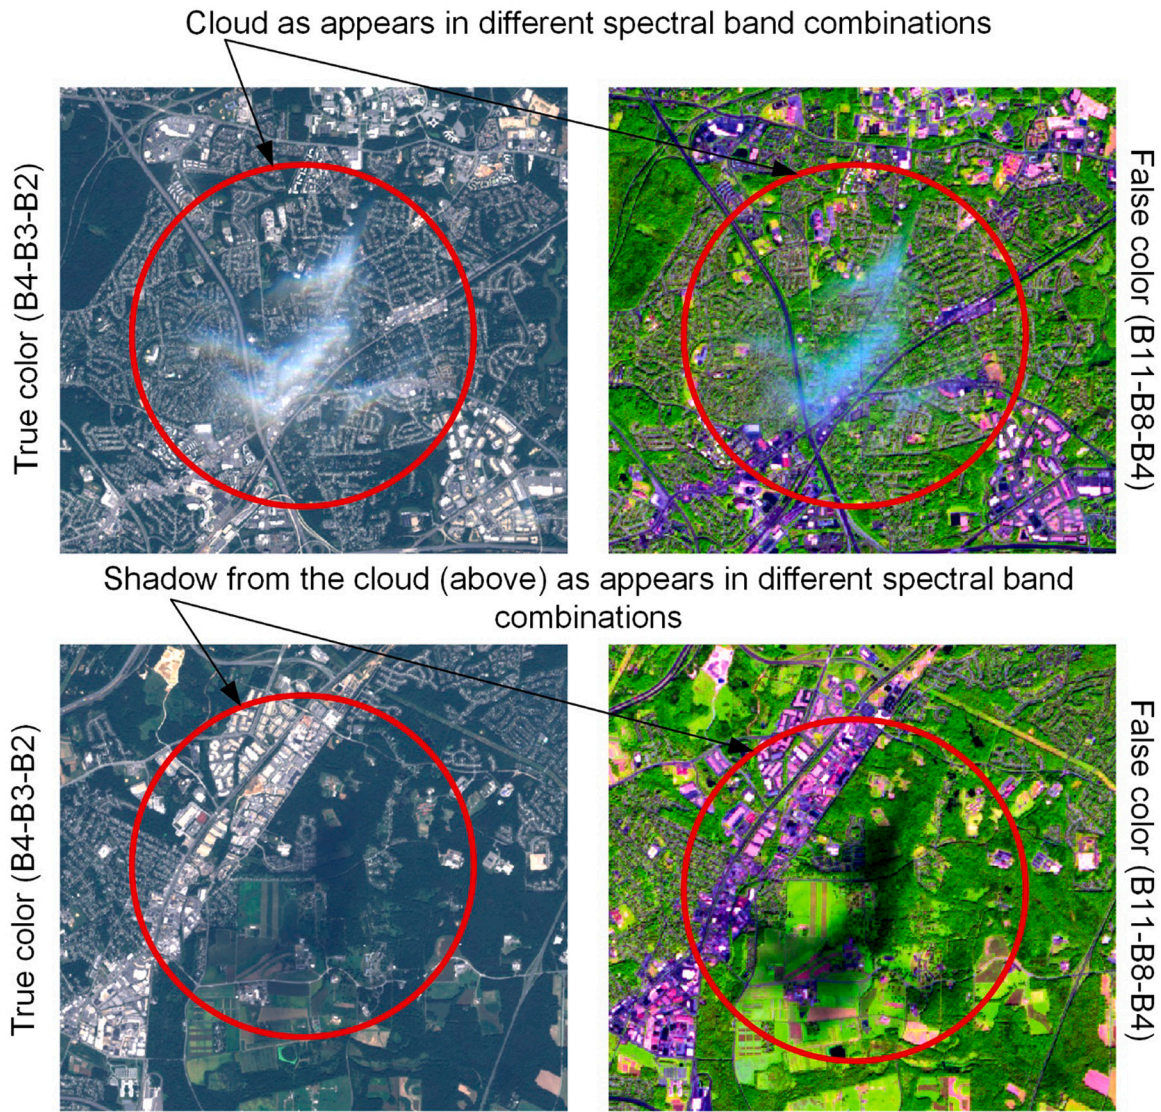 Cloud as appears in different spectral band combinations
True color (B4-B3-B2)
False color (B11-B8-B4)
Shadow from the cloud (above) as appears in different spectral band
combinations
True color (B4-B3-B2)
False color (B11-B8-B4)